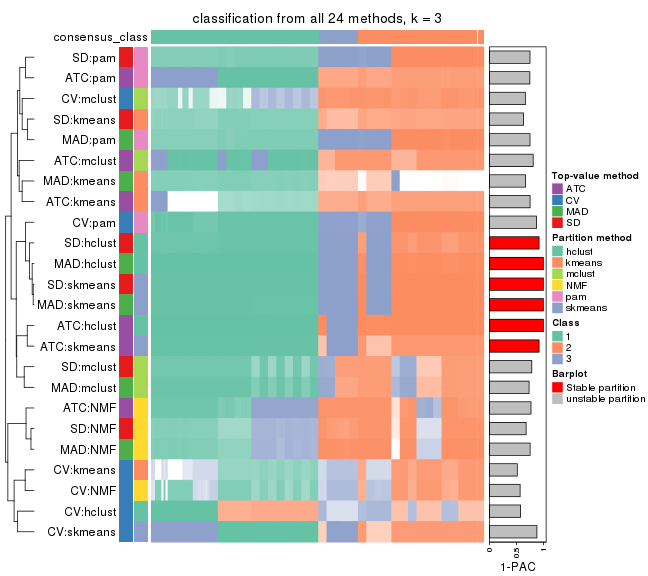 classification from all 24 methods, k = 3
consensus_class
SD:pam
ATC:pam
CV:mclust
SD:kmeans
MAD:pam
ATC:mclust
MAD:kmeans
ATC:kmeans
CV:pam
SD:hclust
MAD:hclust
SD:skmeans
MAD:skmeans
ATC:hclust
ATC:skmeans
SD:mclust
MAD:mclust
ATC:NMF
SD:NMF
MAD:NMF
CV:kmeans
CV:NMF
CV:hclust
CV:skmeans
0
0.5
1
1-PAC
Top-value method
ATC
CV
MAD
SD
Partition method
hclust
kmeans
mclust
NMF
pam
skmeans
Class
1
2
3
Barplot
Stable partition
unstable partition